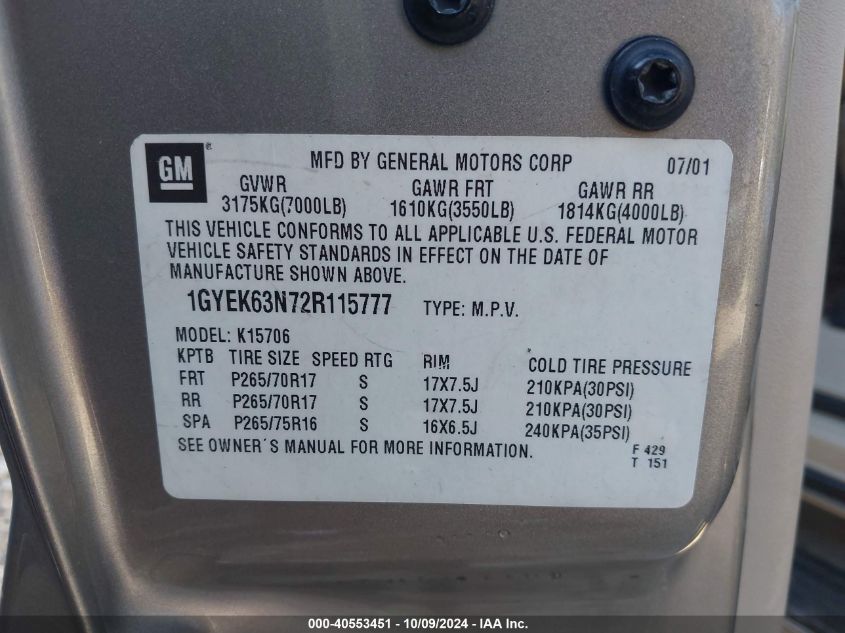 GM
MFD BY GENERAL MOTORS CORP 07/01
GVWR GAWR FRT GAWR RR
3175KG(7000LB) 1610KG(3550LB) 1814KG(4000LB)
THIS VEHICLE CONFORMS TO ALL APPLICABLE U.S. FEDERAL MOTOR
VEHICLE SAFETY STANDARDS IN EFFECT ON THE DATE OF
MANUFACTURE SHOWN ABOVE.
1GYEK63N72R115777 TYPE: M.P.V.
MODEL: K15706
KPTB TIRE SIZE SPEED RTG RIM COLD TIRE PRESSURE
FRT P265/70R17 S 17X7.5J 210KPA(30PSI)
RR P265/70R17 S 17X7.5J 210KPA(30PSI)
SPA P265/75R16 S 16X6.5J 240KPA(35PSI)
SEE OWNER´S MANUAL FOR MORE INFORMATION.
F 429
T 151
000-40553451 - 10/09/2024 - IAA Inc.